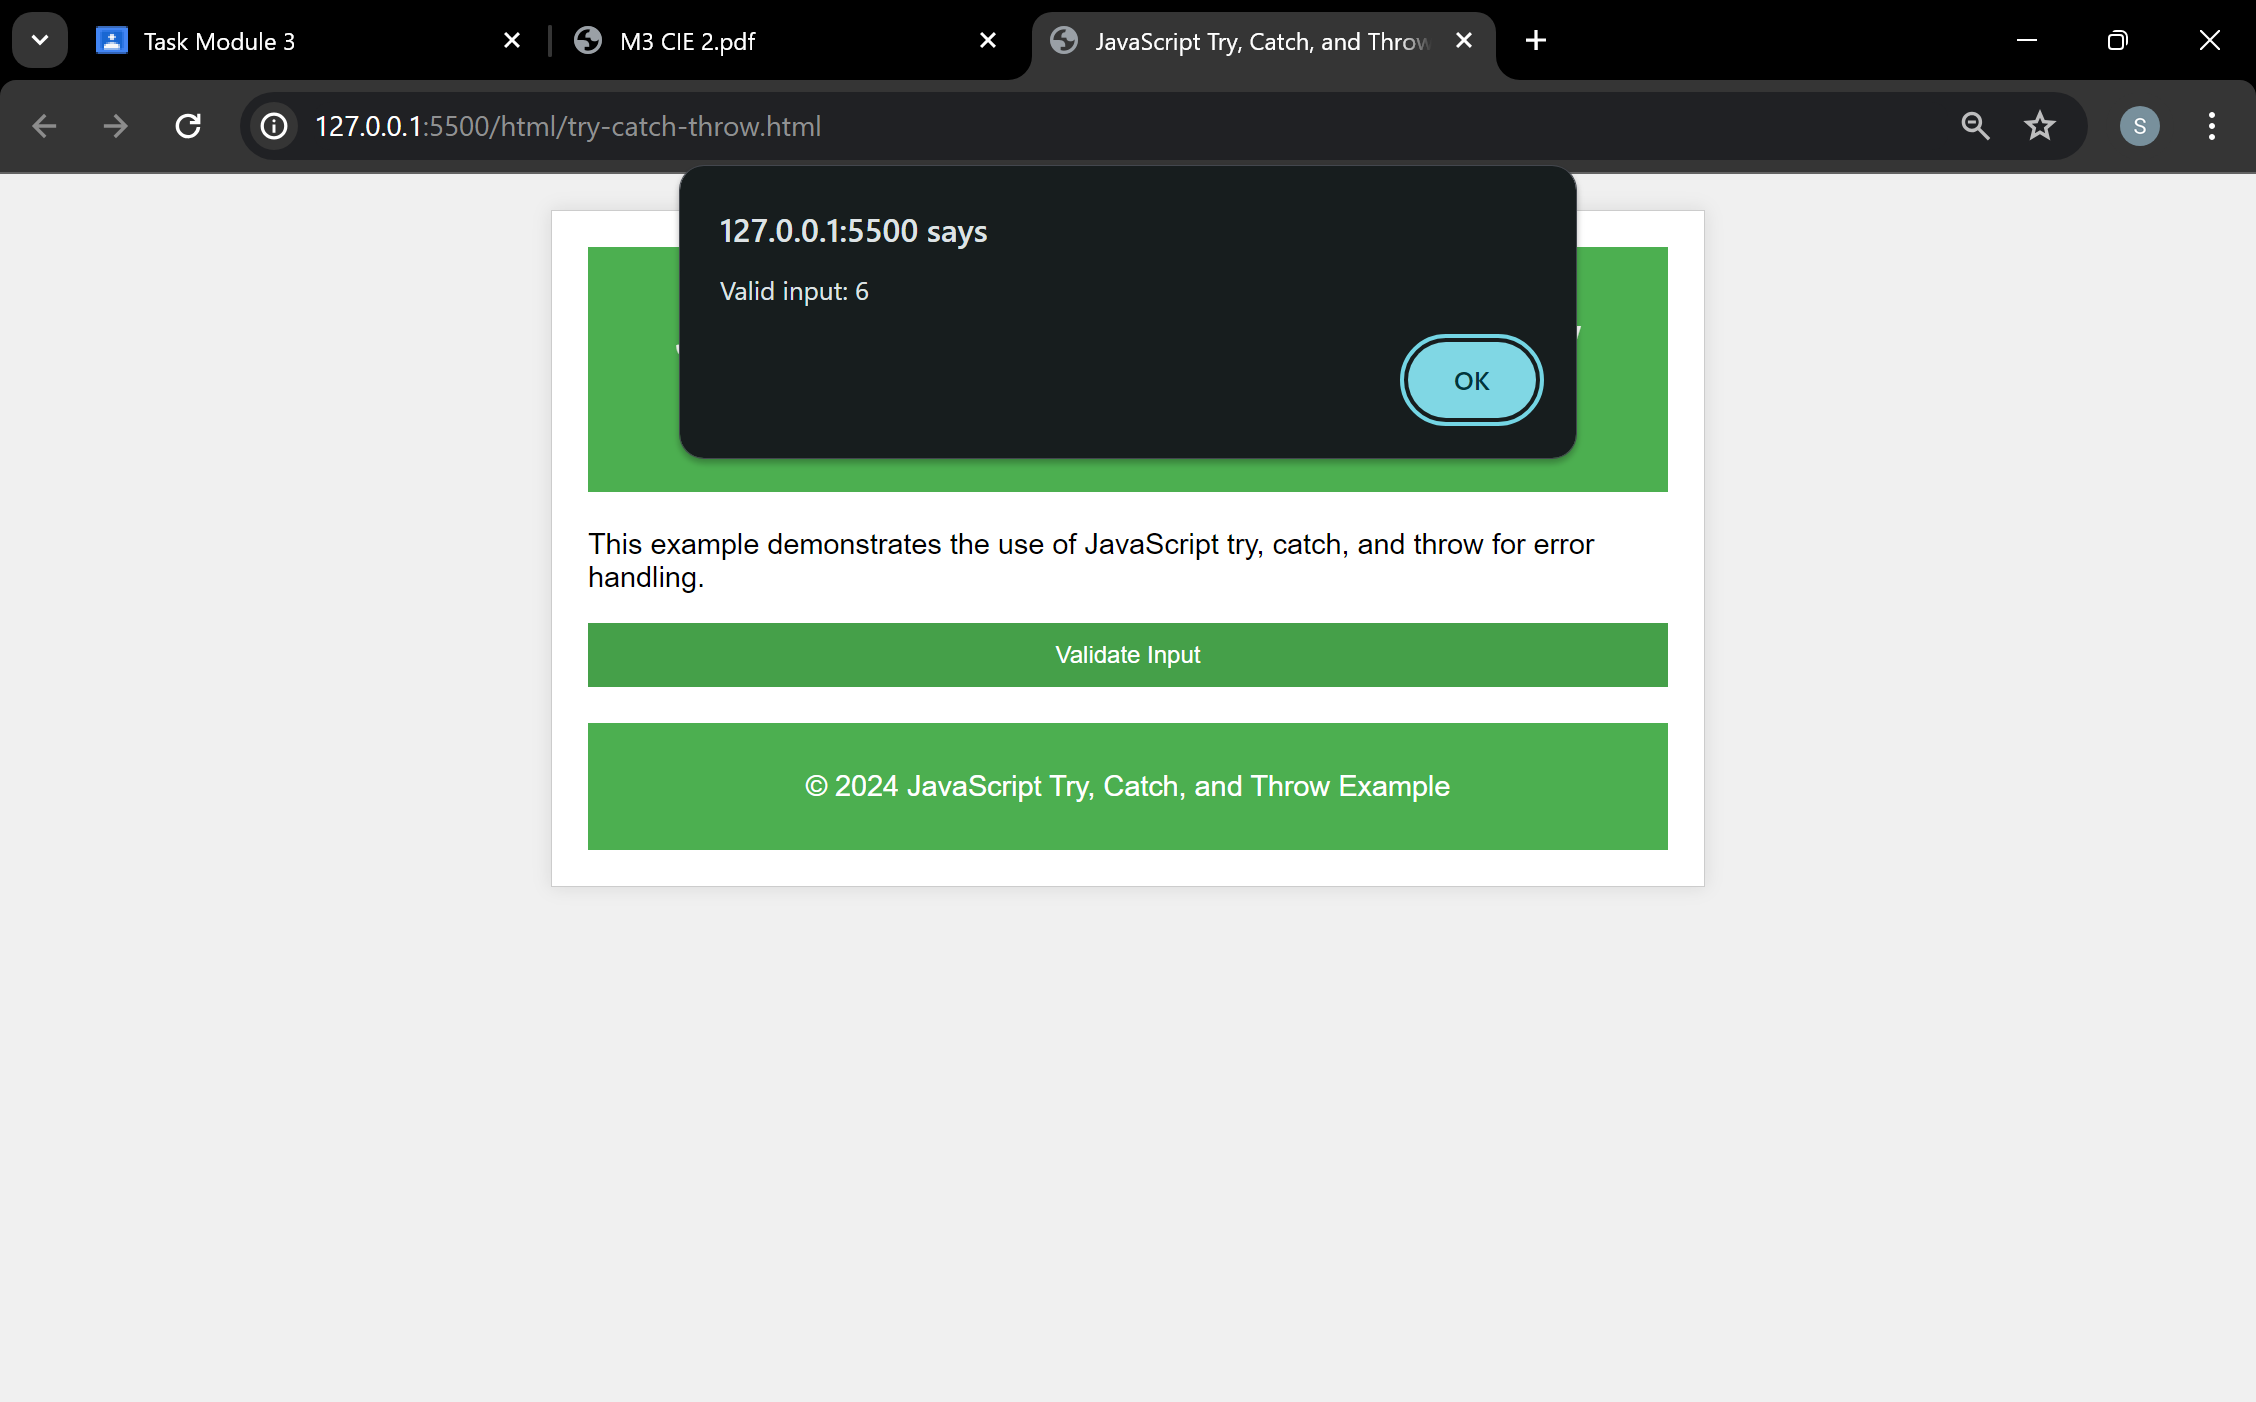 Task Module 3
M3 CIE 2.pdf
JavaScript Try, Catch, and Throw
127.0.0.1:5500/html/try-catch-throw.html
S
127.0.0.1:5500 says
Valid input: 6
OK
This example demonstrates the use of JavaScript try, catch, and throw for error
handling.
Validate Input
© 2024 JavaScript Try, Catch, and Throw Example